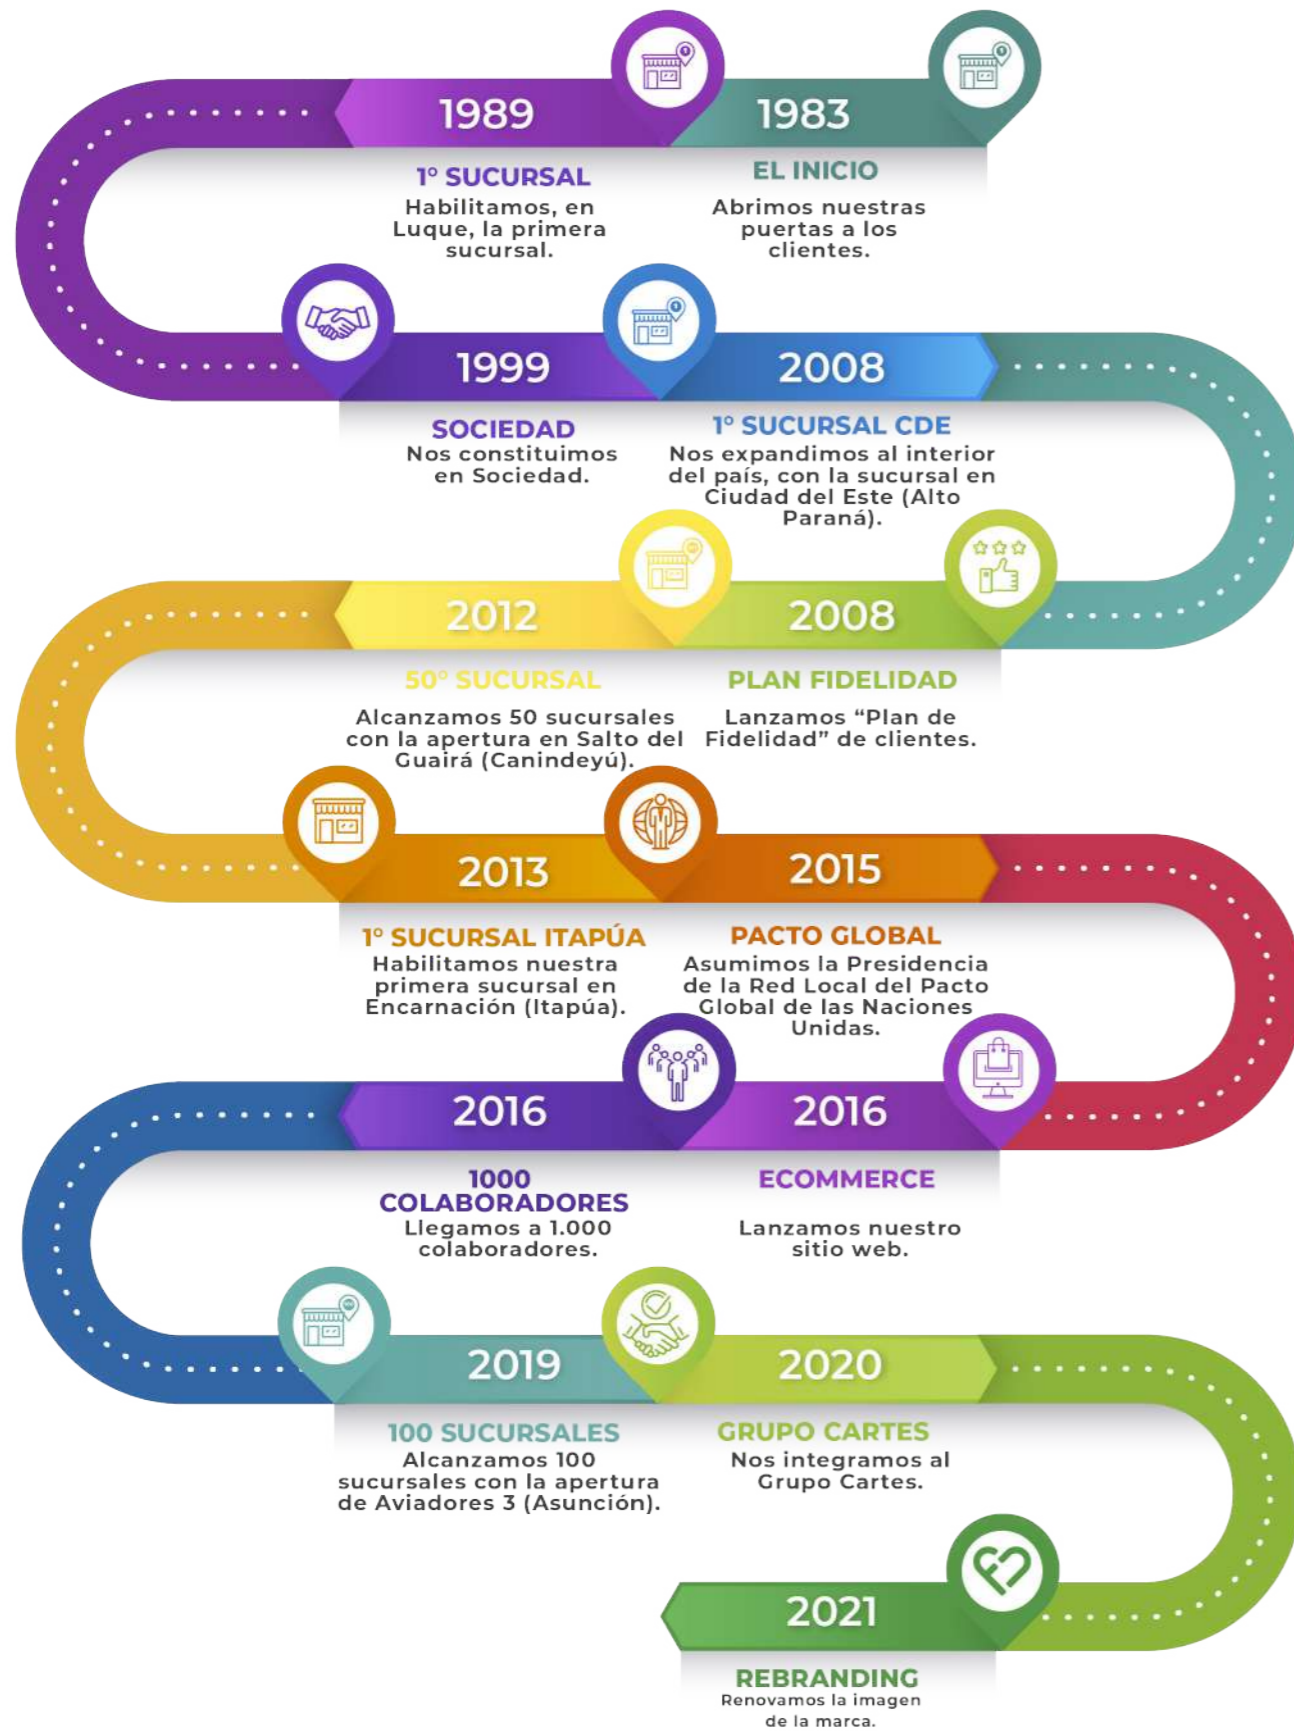 1983
EL INICIO
Abrimos nuestras
puertas a los
clientes.
1989
1° SUCURSAL
Habilitamos, en
Luque, la primera
sucursal.
1999
SOCIEDAD
Nos constituimos
en Sociedad.
2008
1° SUCURSAL CDE
Nos expandimos al interior
del país, con la sucursal en
Ciudad del Este (Alto
Paraná).
2008
PLAN FIDELIDAD
Lanzamos “Plan de
Fidelidad” de clientes.
2012
50° SUCURSAL
Alcanzamos 50 sucursales
con la apertura en Salto del
Guairá (Canindeyú).
2013
1° SUCURSAL ITAPÚA
Habilitamos nuestra
primera sucursal en
Encarnación (Itapúa).
2015
PACTO GLOBAL
Asumimos la Presidencia
de la Red Local del Pacto
Global de las Naciones
Unidas.
2016
ECOMMERCE
Lanzamos nuestro
sitio web.
2016
1000
COLABORADORES
Llegamos a 1.000
colaboradores.
2019
100 SUCURSALES
Alcanzamos 100
sucursales con la apertura
de Aviadores 3 (Asunción).
2020
GRUPO CARTES
Nos integramos al
Grupo Cartes.
2021
REBRANDING
Renovamos la imagen
de la marca.